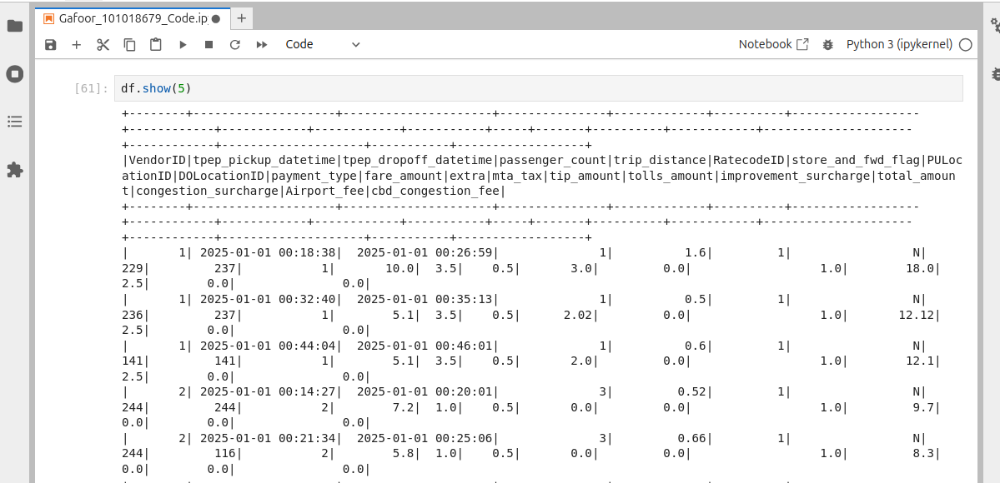 Gafoor_101018679_Code.ip
Code
Notebook
Python 3 (ipykernel)
[61]:
df.show(5)
+--------+--------------------+---------------------+---------------+-------------+----------+------------------
+------------+------------+------------+-----------+-----+-------+----------+------------+---------------------
+------------+--------------------+-----------+------------------+
|VendorID|tpep_pickup_datetime|tpep_dropoff_datetime|passenger_count|trip_distance|RatecodeID|store_and_fwd_flag|PULoc
ationID|DOLocationID|payment_type|fare_amount|extra|mta_tax|tip_amount|tolls_amount|improvement_surcharge|total_amoun
t|congestion_surcharge|Airport_fee|cbd_congestion_fee|
+--------+--------------------+---------------------+---------------+-------------+----------+------------------
+------------+------------+------------+-----------+-----+-------+----------+------------+---------------------
+------------+--------------------+-----------+------------------+
| 1| 2025-01-01 00:18:38| 2025-01-01 00:26:59| 1| 1.6| 1| N|
229| 237| 1| 10.0| 3.5| 0.5| 3.0| 0.0| 1.0| 18.0|
2.5| 0.0| 0.0|
| 1| 2025-01-01 00:32:40| 2025-01-01 00:35:13| 1| 0.5| 1| N|
236| 237| 1| 5.1| 3.5| 0.5| 2.02| 0.0| 1.0| 12.12|
2.5| 0.0| 0.0|
| 1| 2025-01-01 00:44:04| 2025-01-01 00:46:01| 1| 0.6| 1| N|
141| 141| 1| 5.1| 3.5| 0.5| 2.0| 0.0| 1.0| 12.1|
2.5| 0.0| 0.0|
| 2| 2025-01-01 00:14:27| 2025-01-01 00:20:01| 3| 0.52| 1| N|
244| 244| 2| 7.2| 1.0| 0.5| 0.0| 0.0| 1.0| 9.7|
0.0| 0.0| 0.0|
| 2| 2025-01-01 00:21:34| 2025-01-01 00:25:06| 3| 0.66| 1| N|
244| 116| 2| 5.8| 1.0| 0.5| 0.0| 0.0| 1.0| 8.3|
0.0| 0.0| 0.0|